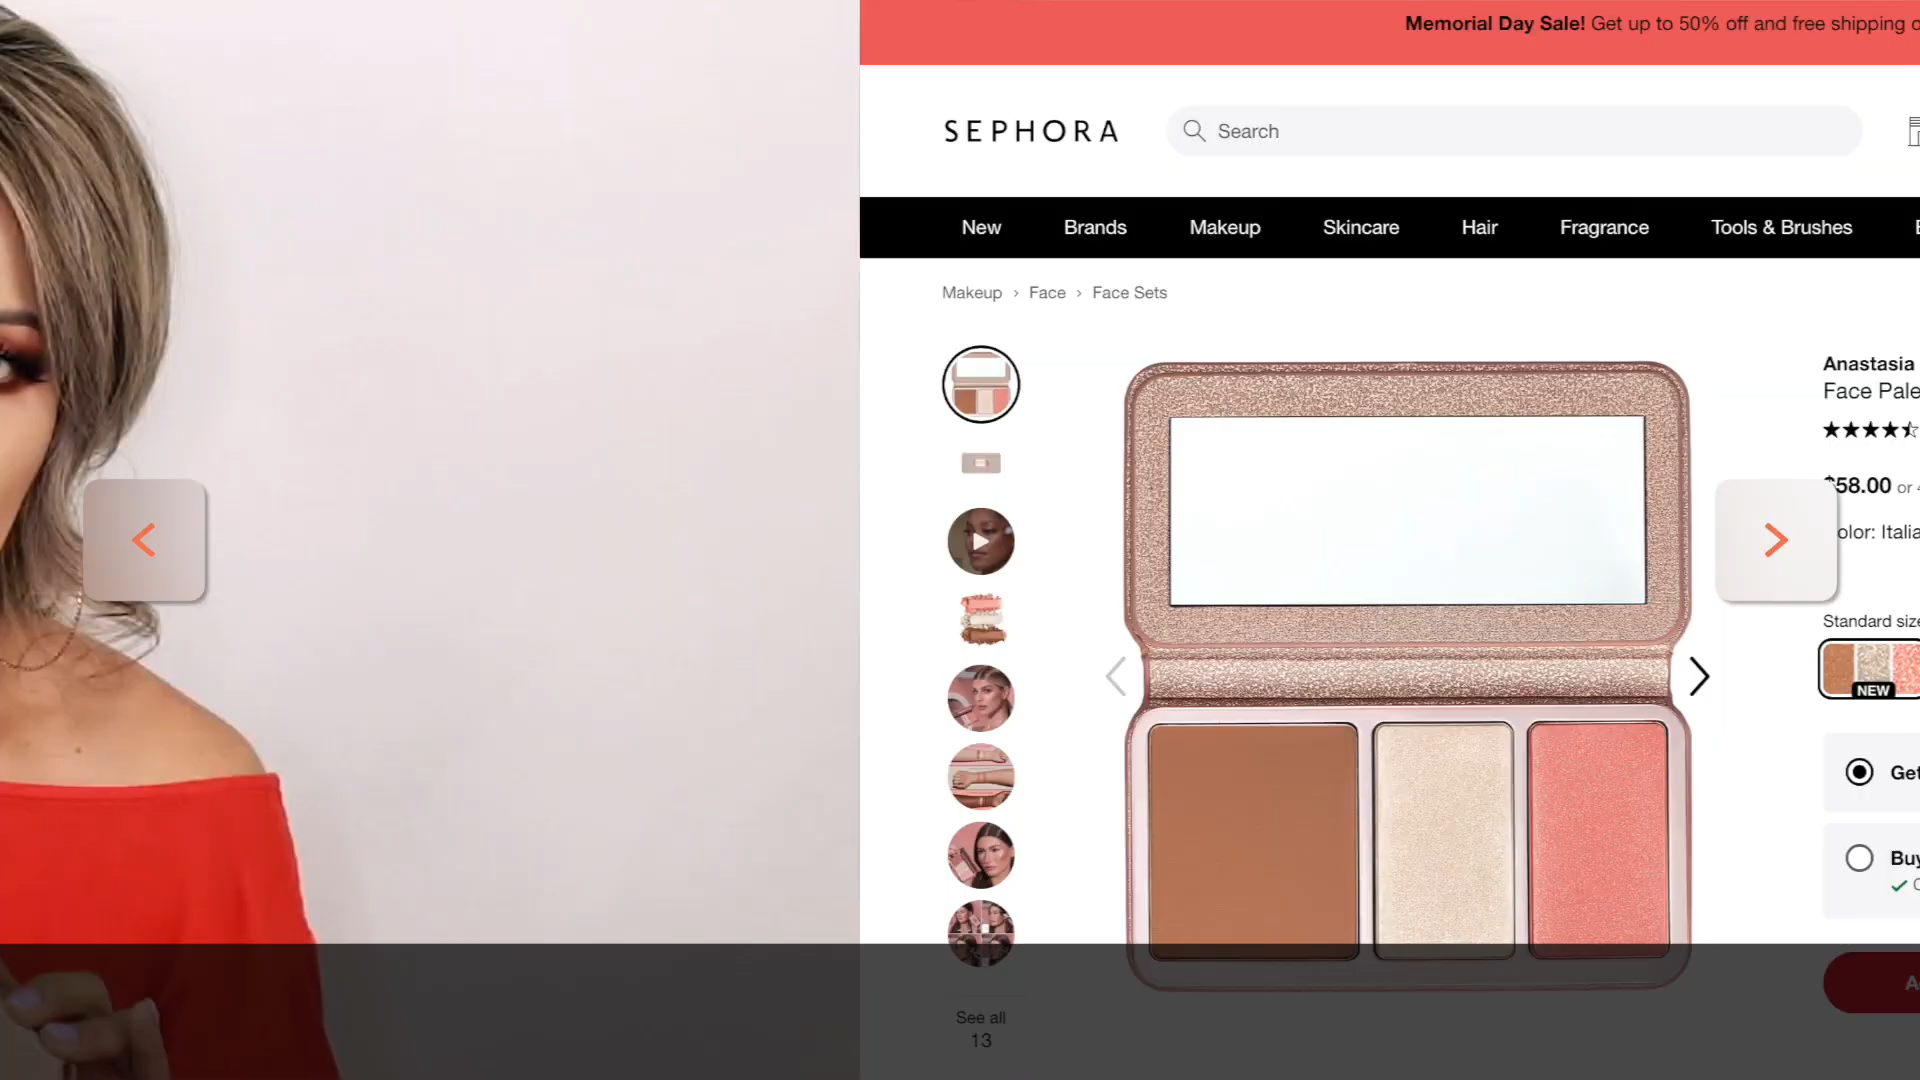 Memorial Day Sale! Get up to 50% off and free shipping
SEPHORA
Search
New Brands Makeup Skincare Hair Fragrance Tools & Brushes
Makeup › Face › Face Sets
Anastasia
Face Pale
$58.00 or
olor: Italia
Standard size
NEW
Get
Buy
See all
13